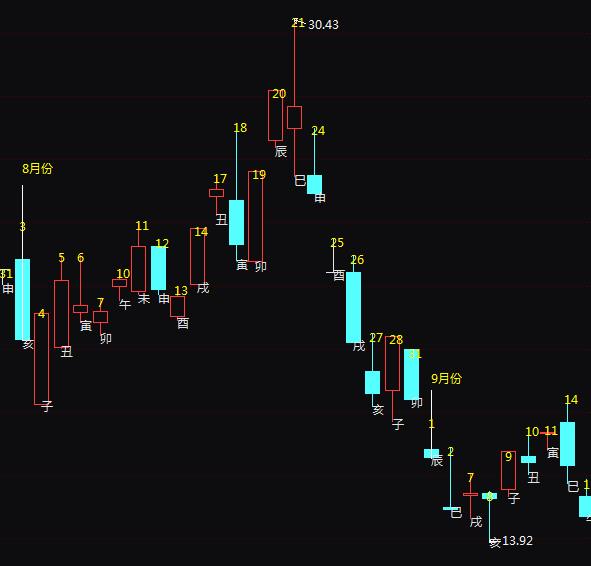 21 30.43
20
辰
18
24
19
17
8月份
巳
申
3
丑
11
14
25
12
5
6
寅
卯
26
31
10
酉
申
戌
13
未
申
7
4
午
寅
酉
卯
27
28
亥
丑
戌
31
9月份
子
亥
卯
14
子
1
10
11
2
9
寅
辰
丑
7
巳
1
8
子
巳
戌
亥 13.92